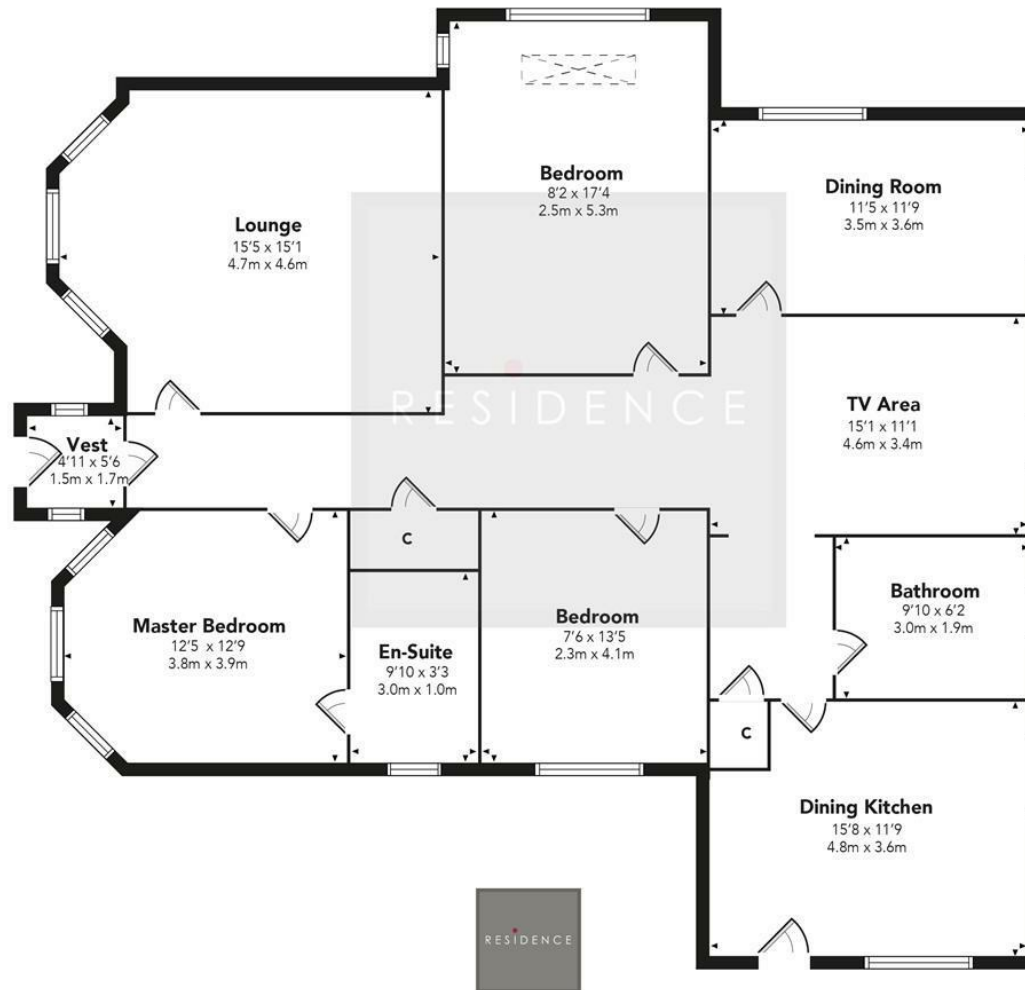 Bedroom
8'2 x 17'4
2.5m x 5.3m
Dining Room
11'5 x 11'9
3.5m x 3.6m
Lounge
15'5 x 15'1
4.7m x 4.6m
RESIDENCE
TV Area
15'1 x 11'1
4.6m x 3.4m
Vest
4'11 x 5'6
1.5m x 1.7m
C
Master Bedroom
12'5 x 12'9
3.8m x 3.9m
En-Suite
9'10 x 3'3
3.0m x 1.0m
Bedroom
7'6 x 13'5
2.3m x 4.1m
Bathroom
9'10 x 6'2
3.0m x 1.9m
C
Dining Kitchen
15'8 x 11'9
4.8m x 3.6m
RESIDENCE